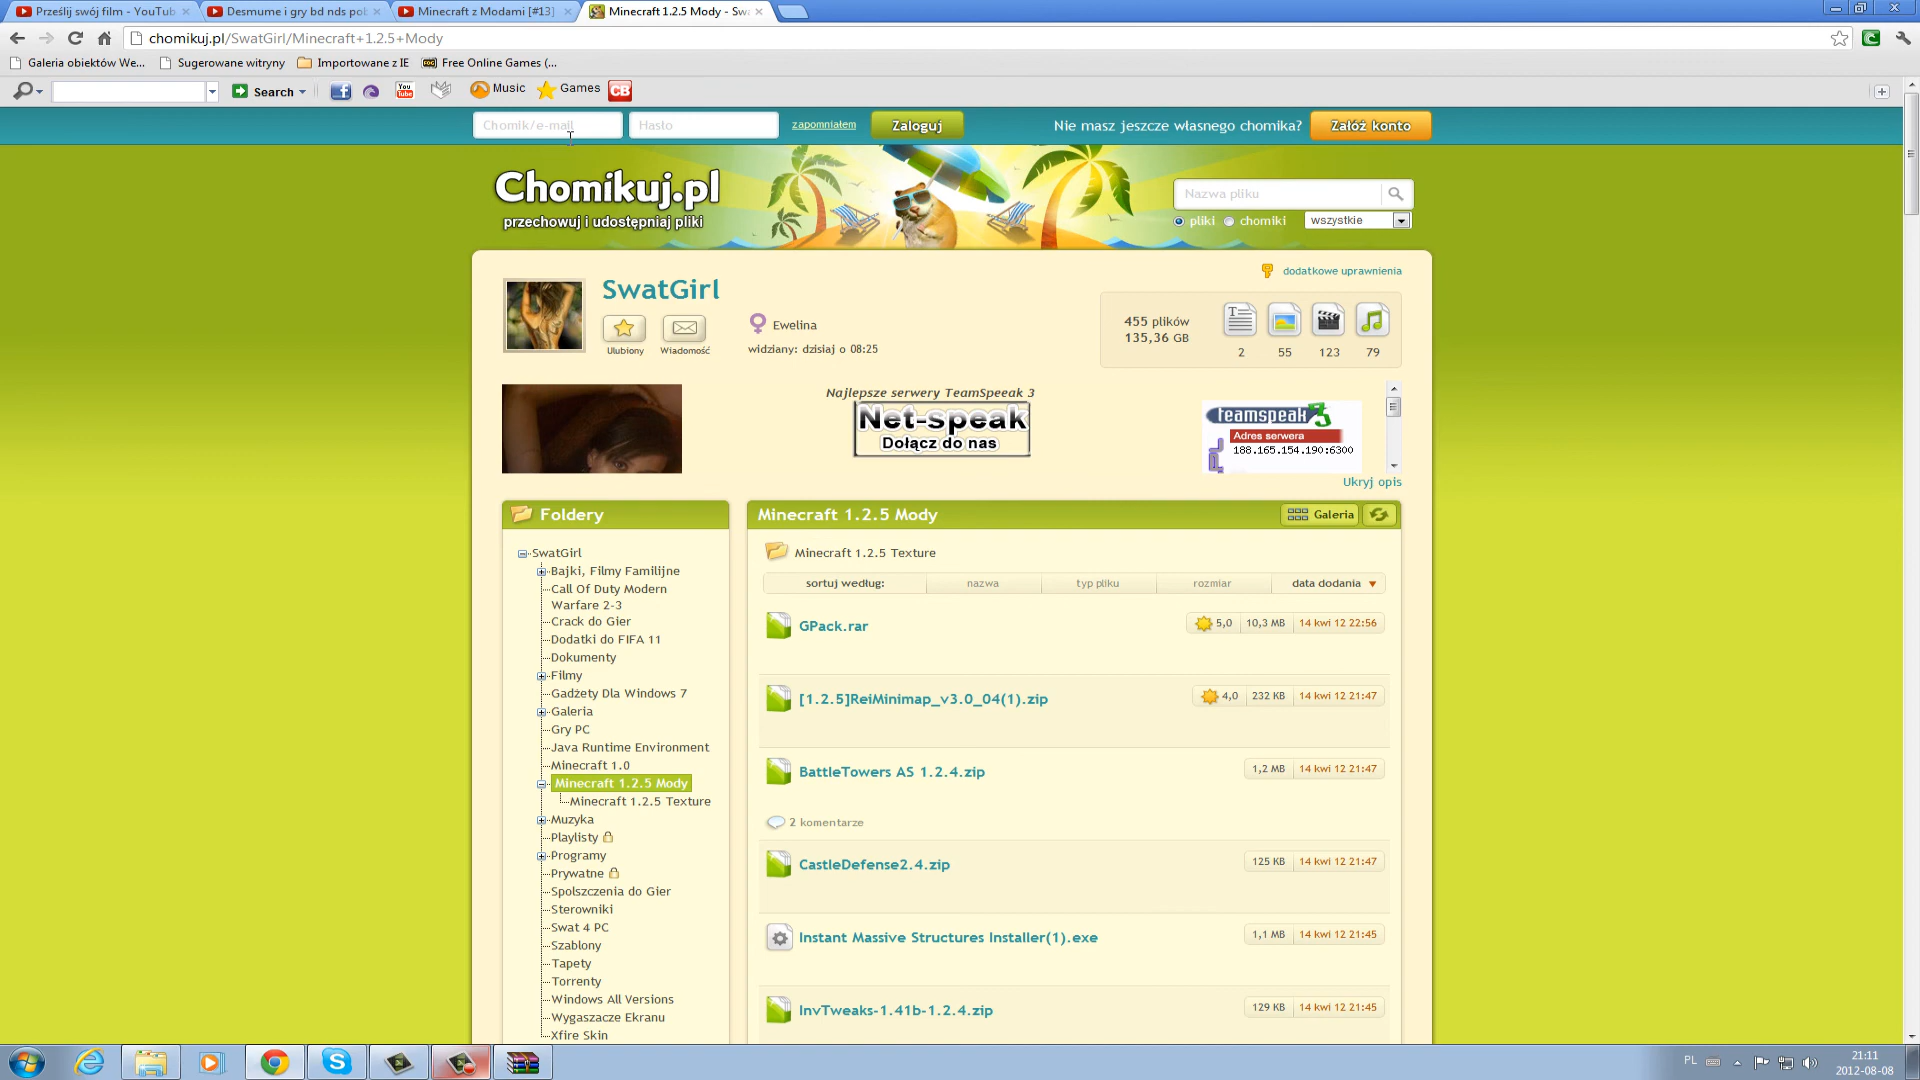 Prześlij swój film - YouTub
Desmume i gry bd nds pob
Minecraft z Modami [#13]
Minecraft 1.2.5 Mody - Swa
chomikuj.pl/SwatGirl/Minecraft+1.2.5+Mody
Galeria obiektów We...
Sugerowane witryny
Importowane z IE
Free Online Games (...
Search
You
Tube
Music
Games
CB
Chomik/e-mail
Hasło
zapomniałem
Zaloguj
Nie masz jeszcze własnego chomika?
Załóż konto
Chomikuj.pl
przechowuj i udostępniaj pliki
Nazwa pliku
pliki
chomiki
wszystkie
dodatkowe uprawnienia
SwatGirl
Ulubiony
Wiadomość
Ewelina
widziany: dzisiaj o 08:25
455 plików
135,36 GB
2
55
123
79
Najlepsze serwery TeamSpeeak 3
Net-speak
Dołącz do nas
teamspeak 3
Adres serwera
188.165.154.190:6300
Ukryj opis
Foldery
SwatGirl
Bajki, Filmy Familijne
Call Of Duty Modern
Warfare 2-3
Crack do Gier
Dodatki do FIFA 11
Dokumenty
Filmy
Gadżety Dla Windows 7
Galeria
Gry PC
Java Runtime Environment
Minecraft 1.0
Minecraft 1.2.5 Mody
Minecraft 1.2.5 Texture
Muzyka
Playlisty
Programy
Prywatne
Spolszczenia do Gier
Sterowniki
Swat 4 PC
Szablony
Tapety
Torrenty
Windows All Versions
Wygaszacze Ekranu
Xfire Skin
Minecraft 1.2.5 Mody
Galeria
Minecraft 1.2.5 Texture
sortuj według:
nazwa
typ pliku
rozmiar
data dodania
GPack.rar
5,0
10,3 MB
14 kwi 12 22:56
[1.2.5]ReiMinimap_v3.0_04(1).zip
4,0
232 KB
14 kwi 12 21:47
BattleTowers AS 1.2.4.zip
1,2 MB
14 kwi 12 21:47
2 komentarze
CastleDefense2.4.zip
125 KB
14 kwi 12 21:47
Instant Massive Structures Installer(1).exe
1,1 MB
14 kwi 12 21:45
InvTweaks-1.41b-1.2.4.zip
129 KB
14 kwi 12 21:45
PL
21:11
2012-08-08